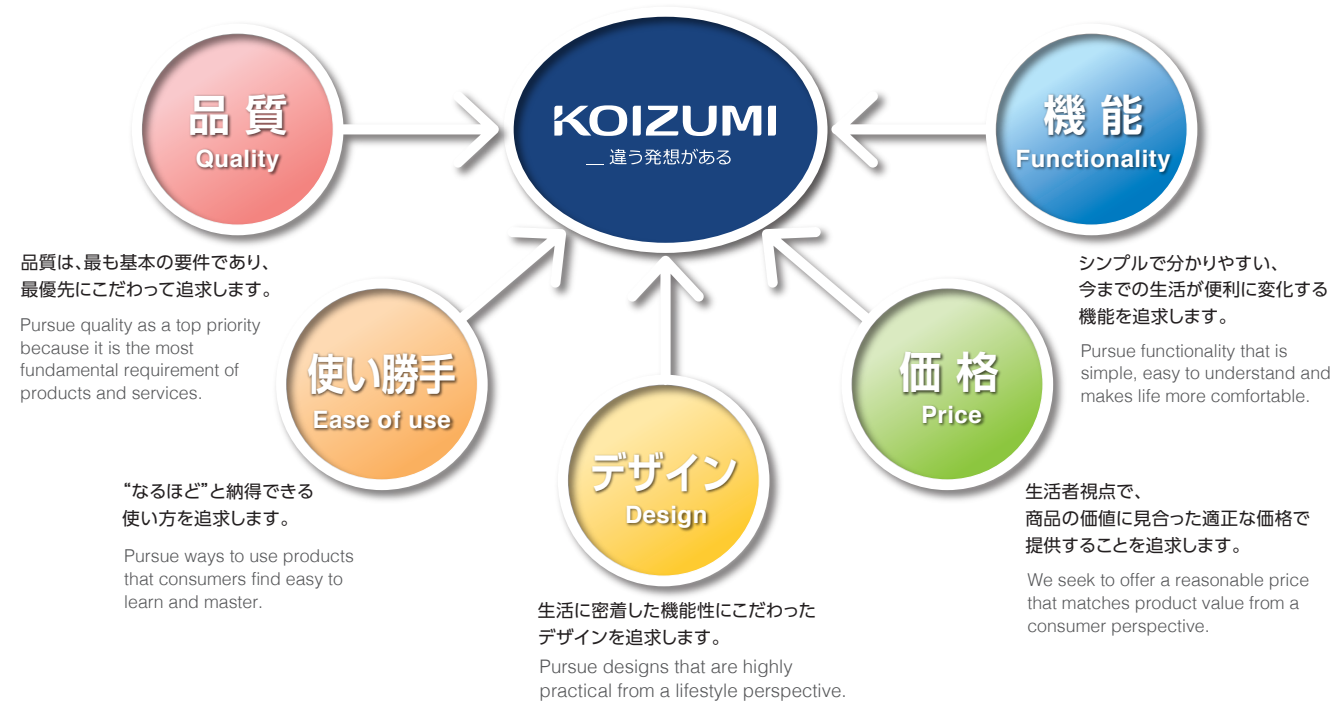 KOIZUMI
__ 違う発想がある
品 質
Quality
品質は、最も基本の要件であり、
最優先にこだわって追求します。
Pursue quality as a top priority
because it is the most
fundamental requirement of
products and services.
使い勝手
Ease of use
“なるほど”と納得できる
使い方を追求します。
Pursue ways to use products
that consumers find easy to
learn and master.
デザイン
Design
生活に密着した機能性にこだわった
デザインを追求します。
Pursue designs that are highly
practical from a lifestyle perspective.
価 格
Price
生活者視点で、
商品の価値に見合った適正な価格で
提供することを追求します。
We seek to offer a reasonable price
that matches product value from a
consumer perspective.
機 能
Functionality
シンプルで分かりやすい、
今までの生活が便利に変化する
機能を追求します。
Pursue functionality that is
simple, easy to understand and
makes life more comfortable.